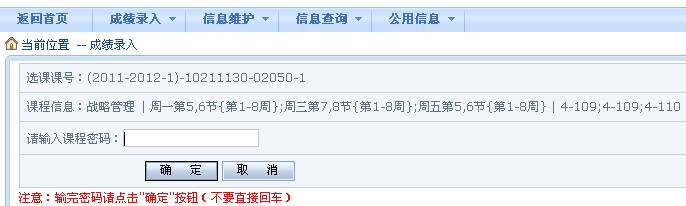 返回首页 成绩录入 信息维护 信息查询 公用信息
当前位置 -- 成绩录入
选课课号：(2011-2012-1)-10211130-02050-1
课程信息：战略管理 | 周一第5,6节{第1-8周};周三第7,8节{第1-8周};周五第5,6节{第1-8周} | 4-109;4-109;4-110
请输入课程密码：
确 定 取 消
注意：输完密码请点击"确定"按钮（不要直接回车）